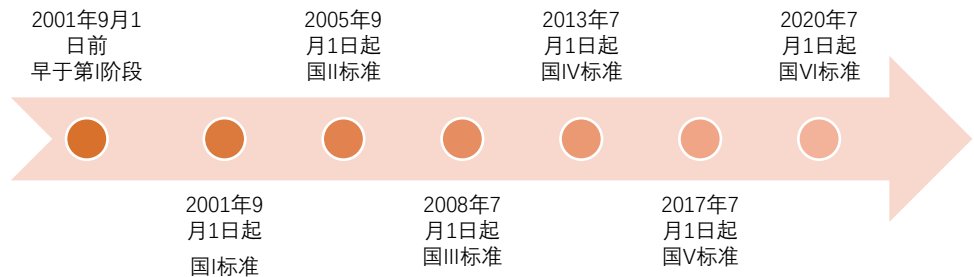 2001年9月1
日前
早于第I阶段
2001年9
月1日起
国I标准
2005年9
月1日起
国II标准
2008年7
月1日起
国III标准
2013年7
月1日起
国IV标准
2017年7
月1日起
国V标准
2020年7
月1日起
国VI标准